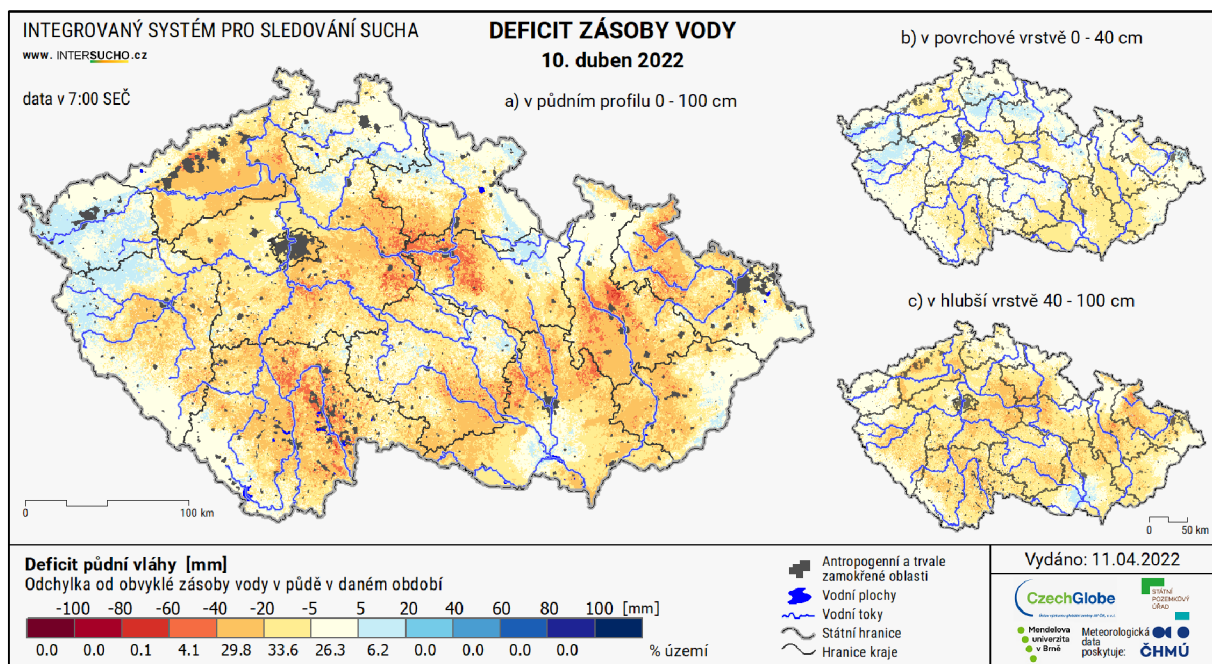 INTEGROVANÝ SYSTÉM PRO SLEDOVÁNÍ SUCHA
www. INTERSUCHO.cz
data v 7:00 SEČ
DEFICIT ZÁSOBY VODY
10. duben 2022
a) v půdním profilu 0 - 100 cm
b) v povrchové vrstvě 0 - 40 cm
c) v hlubší vrstvě 40 - 100 cm
0 100 km
0 50 km
Deficit půdní vláhy [mm]
Odchylka od obvyklé zásoby vody v půdě v daném období
-100 -80 -60 -40 -20 -5 5 20 40 60 80 100 [mm]
0.0 0.0 0.1 4.1 29.8 33.6 26.3 6.2 0.0 0.0 0.0 0.0 % území
Antropogenní a trvale
zamokřené oblasti
Vodní plochy
Vodní toky
Státní hranice
Hranice kraje
Vydáno: 11.04.2022
CzechGlobe
STÁTNÍ
POZEMKOVÝ
ÚŘAD
Mendelova
univerzita
v Brně
Meteorologická
data
poskytuje:
ČHMÚ